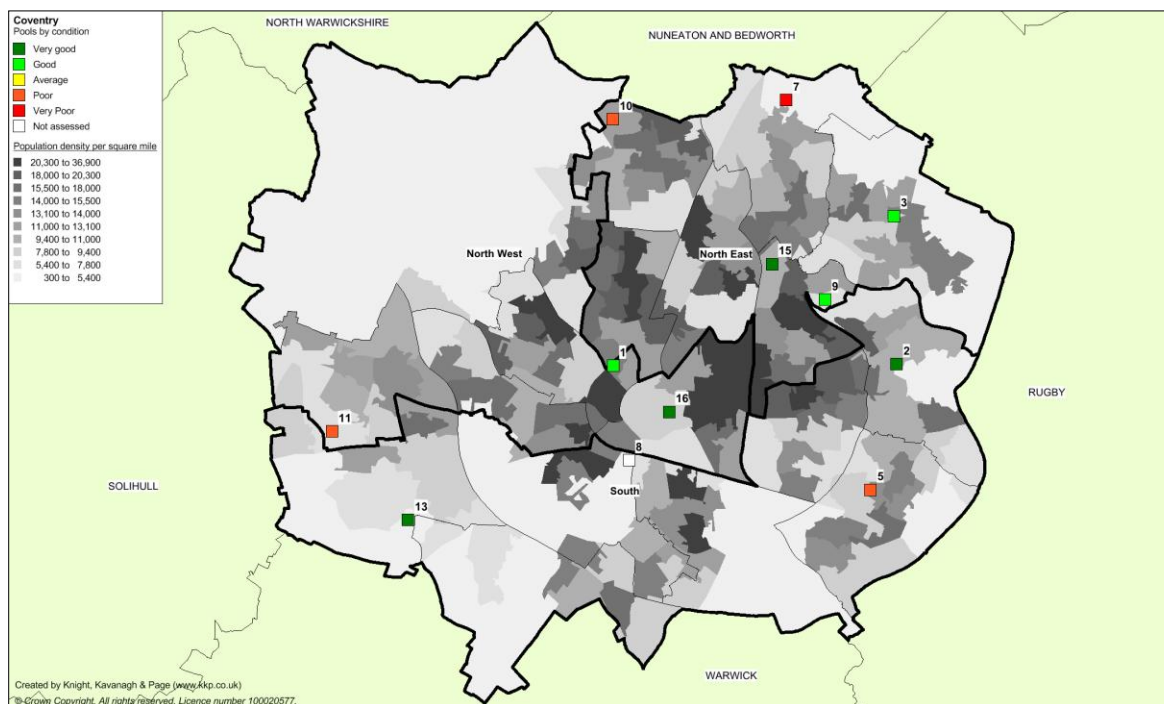 Coventry
Pools by condition
Very good
Good
Average
Poor
Very Poor
Not assessed
Population density per square mile
20,300 to 36,900
18,000 to 20,300
15,500 to 18,000
14,000 to 15,500
13,100 to 14,000
11,000 to 13,100
9,400 to 11,000
7,800 to 9,400
5,400 to 7,800
300 to 5,400
NORTH WARWICKSHIRE
NUNEATON AND BEDWORTH
7
10
3
North West
North East
15
9
1
2
16
RUGBY
11
8
5
SOLIHULL
South
13
WARWICK
Created by Knight, Kavanagh & Page (www.kkp.co.uk)
© Crown Copyright. All rights reserved. Licence number 100020577.